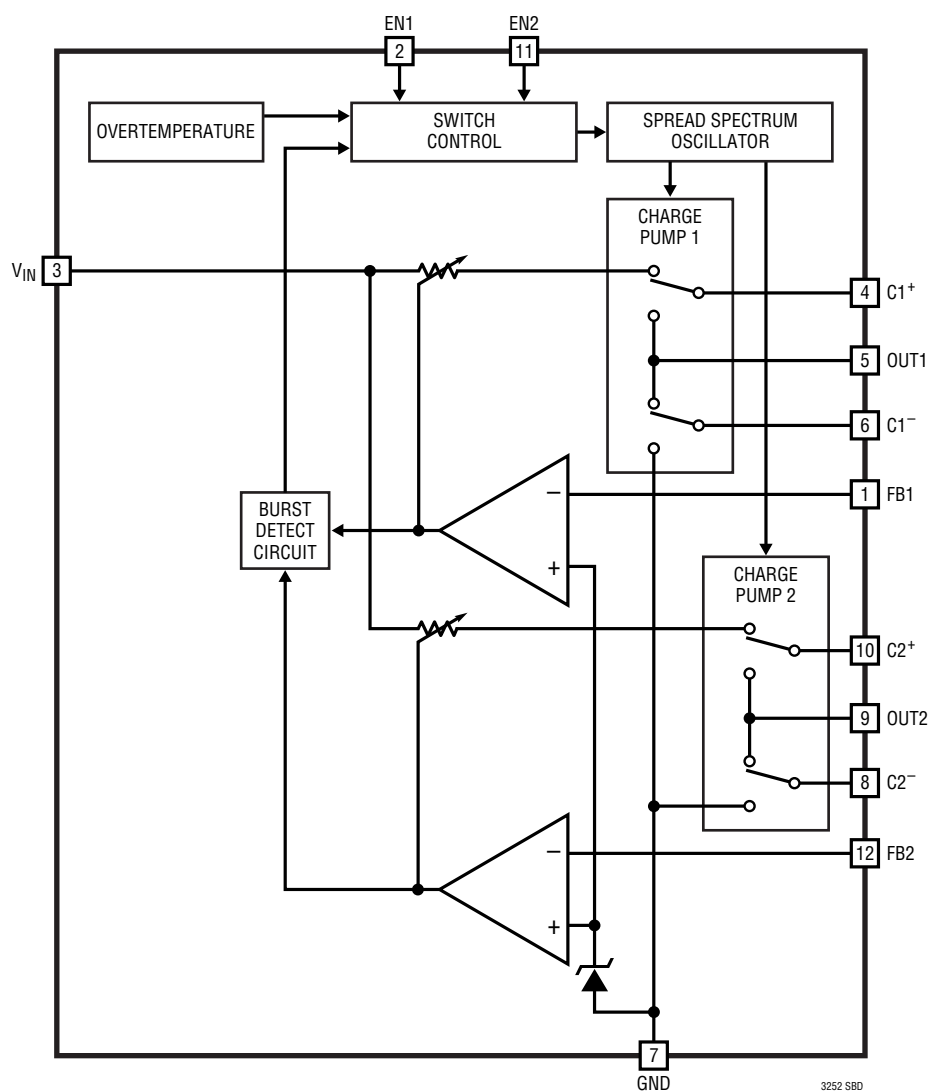 EN1
EN2
2
11
OVERTEMPERATURE
SWITCH
CONTROL
SPREAD SPECTRUM
OSCILLATOR
CHARGE
PUMP 1
VIN
3
4
C1+
5
OUT1
6
C1−
−
1
FB1
BURST
DETECT
CIRCUIT
+
CHARGE
PUMP 2
10
C2+
9
OUT2
8
C2−
−
12
FB2
+
7
GND
3252 SBD